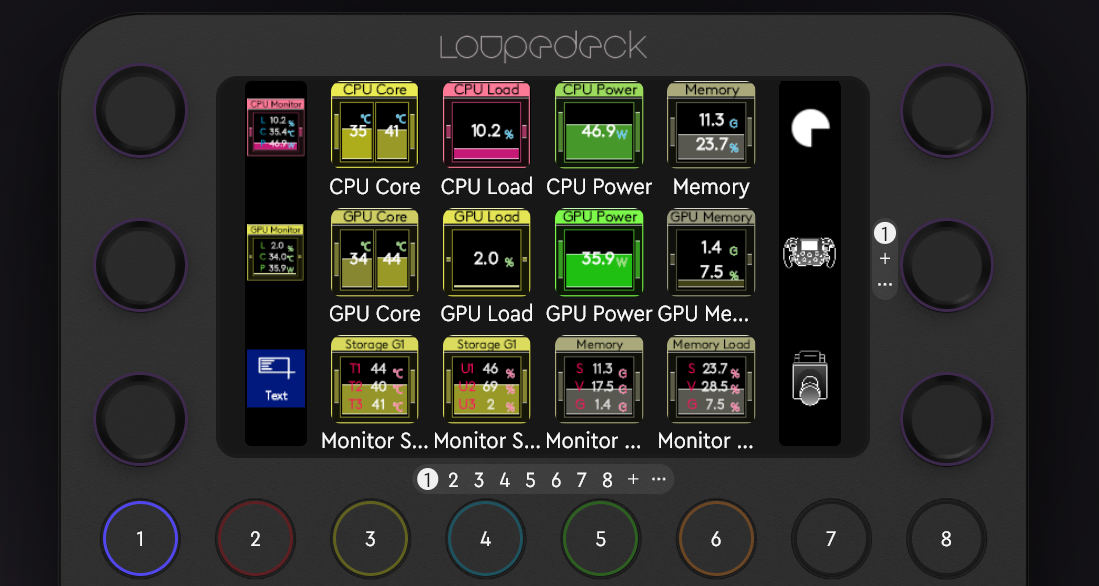 Loupedeck
CPU Monitor
L 10.2 %
C 35.4 ℃
P 46.9 W
CPU Core
℃ ℃
35 41
CPU Core
CPU Load
10.2 %
CPU Load
CPU Power
46.9 W
CPU Power
Memory
11.3 G
23.7 %
Memory
GPU Monitor
L 2.0 %
C 34.0 ℃
P 35.9 W
GPU Core
℃ ℃
34 44
GPU Core
GPU Load
2.0 %
GPU Load
GPU Power
35.9 W
GPU Power
GPU Memory
1.4 G
7.5 %
GPU Me...
1
+
...
Text
Storage G1
T1 44 ℃
T2 40 ℃
T3 41 ℃
Monitor S...
Storage G1
U1 46 %
U2 69 %
U3 2 %
Monitor S...
Memory
S 11.3 G
V 17.5 G
G 1.4 G
Monitor ...
Memory Load
S 23.7 %
V 28.5 %
G 7.5 %
Monitor ...
1 2 3 4 5 6 7 8 + ...
1 2 3 4 5 6 7 8